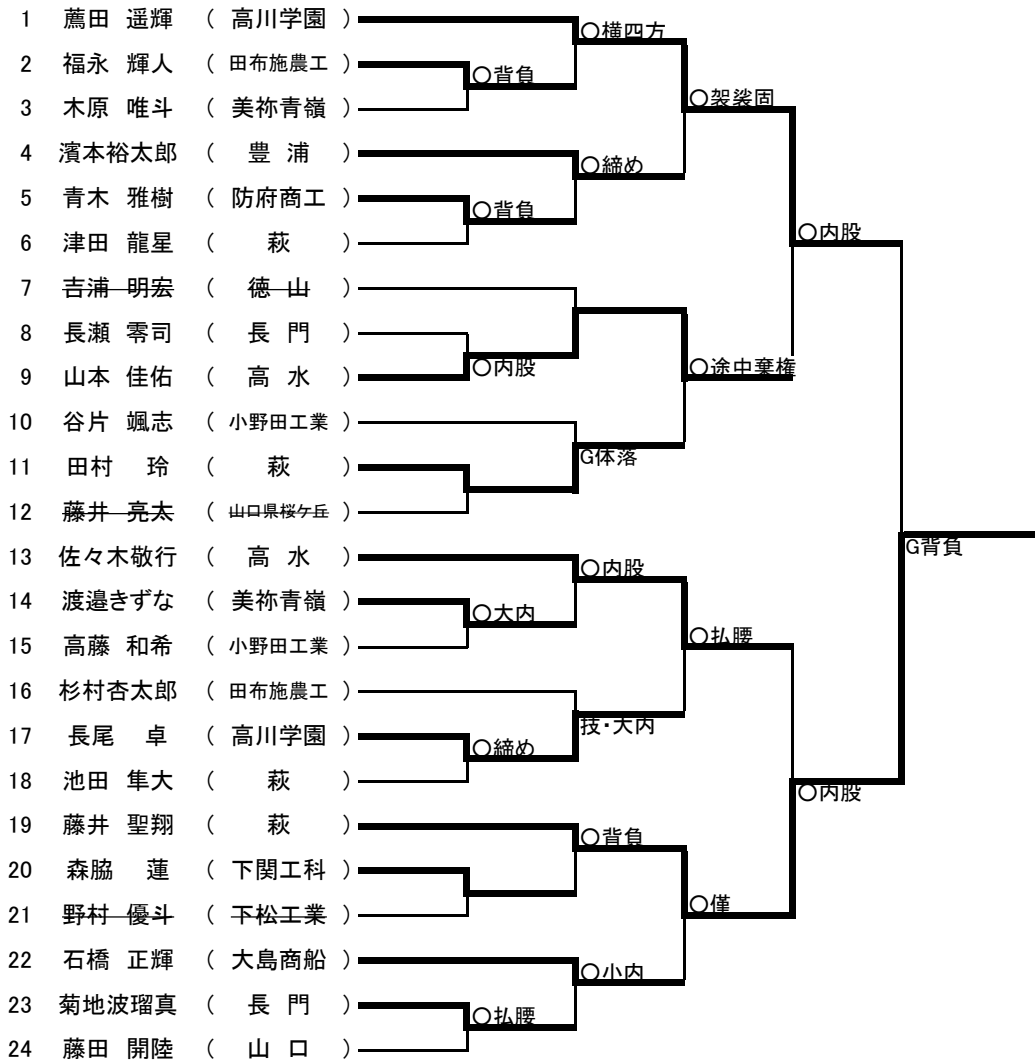 1 薦田 遥輝 ( 高川学園 )
○横四方
2 福永 輝人 ( 田布施農工 )
○背負
3 木原 唯斗 ( 美祢青嶺 )
○袈裟固
4 濱本裕太郎 ( 豊 浦 )
○締め
5 青木 雅樹 ( 防府商工 )
○背負
6 津田 龍星 ( 萩 )
○内股
7 吉浦 明宏 ( 徳 山 )
8 長瀬 零司 ( 長 門 )
○内股
○途中棄権
9 山本 佳佑 ( 高 水 )
10 谷片 颯志 ( 小野田工業 )
G体落
11 田村 玲 ( 萩 )
12 藤井 亮太 ( 山口県桜ケ丘 )
G背負
13 佐々木敬行 ( 高 水 )
○内股
14 渡邉きずな ( 美祢青嶺 )
○大内
15 高藤 和希 ( 小野田工業 )
○払腰
16 杉村杏太郎 ( 田布施農工 )
技・大内
17 長尾 卓 ( 高川学園 )
○締め
18 池田 隼大 ( 萩 )
○内股
19 藤井 聖翔 ( 萩 )
○背負
20 森脇 蓮 ( 下関工科 )
21 野村 優斗 ( 下松工業 )
○僅
22 石橋 正輝 ( 大島商船 )
○小内
23 菊地波瑠真 ( 長 門 )
○払腰
24 藤田 開陸 ( 山 口 )